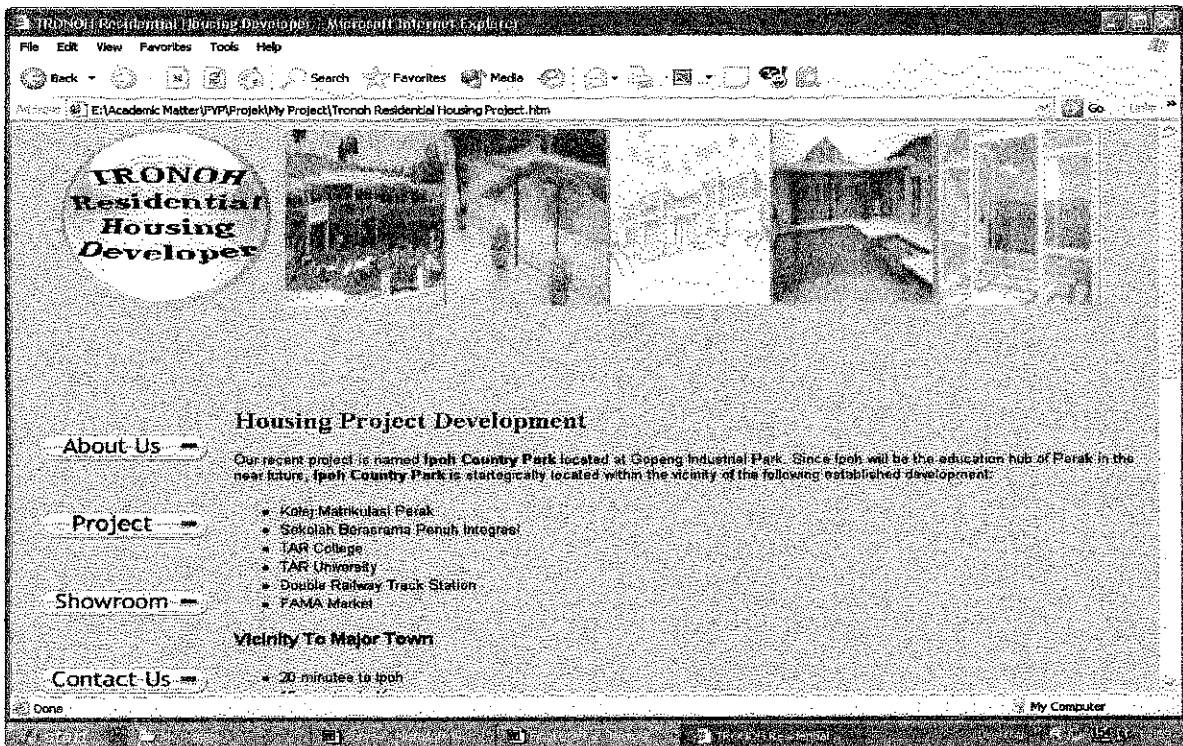 TRONOH Residential Housing Developer - Microsoft Internet Explorer
File Edit View Favorites Tools Help
Back Search Favorites Media
Address E:\Academic Matter\FYP\Projek\My Project\Tronoh Residential Housing Project.htm Go Links
TRONOH
Residential
Housing
Developer
Housing Project Development
About Us
Our recent project is named Ipoh Country Park located at Gopeng Industrial Park. Since Ipoh will be the education hub of Perak in the
near future, Ipoh Country Park is startegically located within the vicinity of the following established development:
Kolej Matrikulasi Perak
Project
Sekolah Berasrama Penuh Integrasi
TAR College
TAR University
Double Railway Track Station
Showroom
FAMA Market
Vicinity To Major Town
Contact Us
20 minutes to Ipoh
Done My Computer